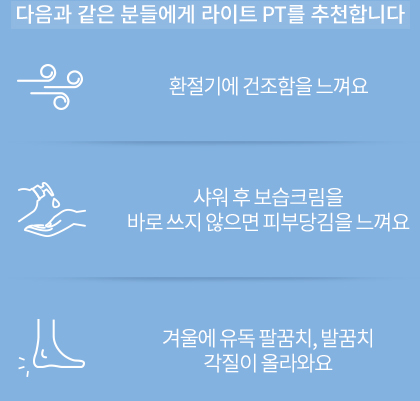 다음과 같은 분들에게 라이트 PT를 추천합니다
환절기에 건조함을 느껴요
샤워 후 보습크림을
바로 쓰지 않으면 피부당김을 느껴요
겨울에 유독 팔꿈치, 발꿈치
각질이 올라와요